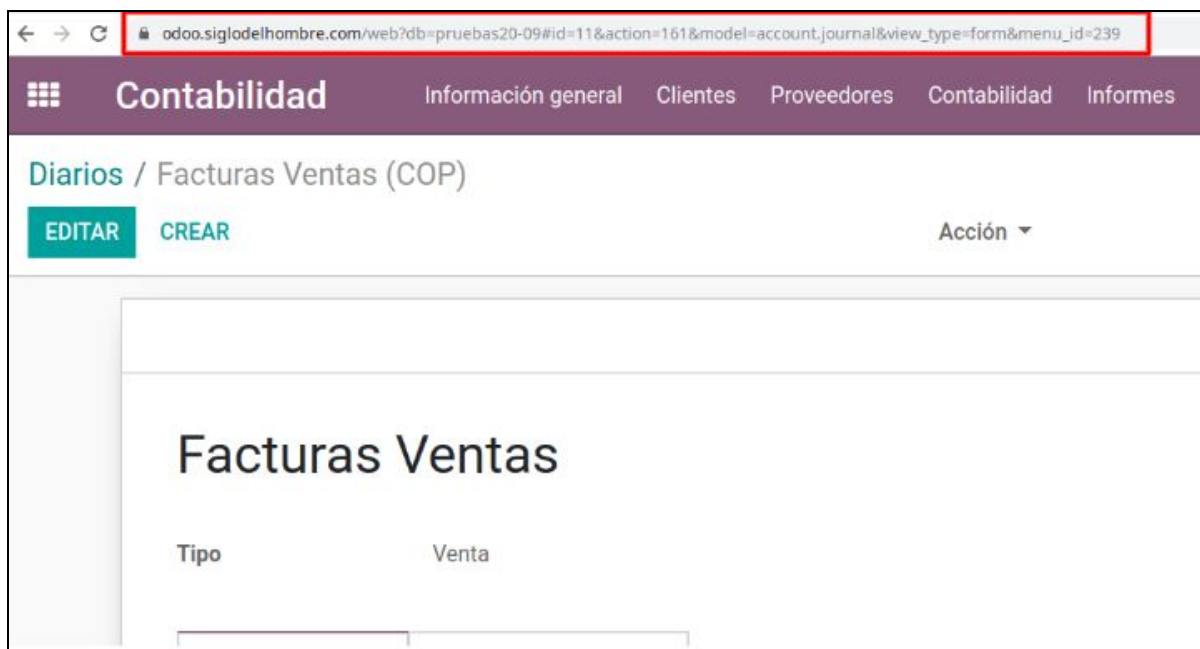 odoo.siglodelhombre.com/web?db=pruebas20-09#id=11&action=161&model=account.journal&view_type=form&menu_id=239
Contabilidad Información general Clientes Proveedores Contabilidad Informes
Diarios / Facturas Ventas (COP)
EDITAR CREAR Acción
Facturas Ventas
Tipo Venta